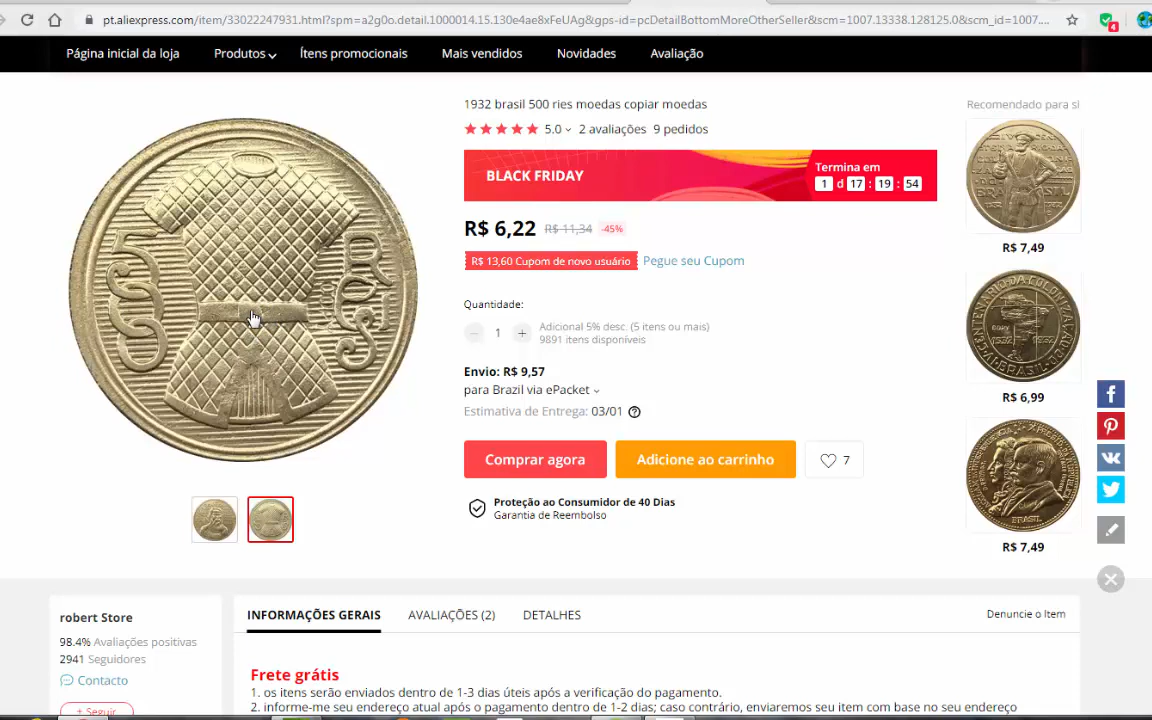 pt.aliexpress.com/item/33022247931.html?spm=a2g0o.detail.1000014.15.130e4ae8xFeUAg&gps-id=pcDetailBottomMoreOtherSeller&scm=1007.13338.128125.0&scm_id=1007....
4
Página inicial da loja
Produtos
Ítens promocionais
Mais vendidos
Novidades
Avaliação
1932 brasil 500 ries moedas copiar moedas
5.0
2 avaliações
9 pedidos
BLACK FRIDAY
Termina em
1 d 17 : 19 : 54
R$ 6,22
R$ 11,34
-45%
R$ 13,60 Cupom de novo usuário
Pegue seu Cupom
Quantidade:
1
Adicional 5% desc. (5 itens ou mais)
9891 itens disponíveis
Envio: R$ 9,57
para Brazil via ePacket
Estimativa de Entrega: 03/01
Comprar agora
Adicione ao carrinho
7
Proteção ao Consumidor de 40 Dias
Garantia de Reembolso
500
REIS
Recomendado para si
R$ 7,49
R$ 6,99
BRASIL
R$ 7,49
robert Store
98.4% Avaliações positivas
2941 Seguidores
Contacto
+ Seguir
INFORMAÇÕES GERAIS
AVALIAÇÕES (2)
DETALHES
Denuncie o Item
Frete grátis
1. os itens serão enviados dentro de 1-3 dias úteis após a verificação do pagamento.
2. informe-me seu endereço atual após o pagamento dentro de 1-2 dias; caso contrário, enviaremos seu item com base no seu endereço